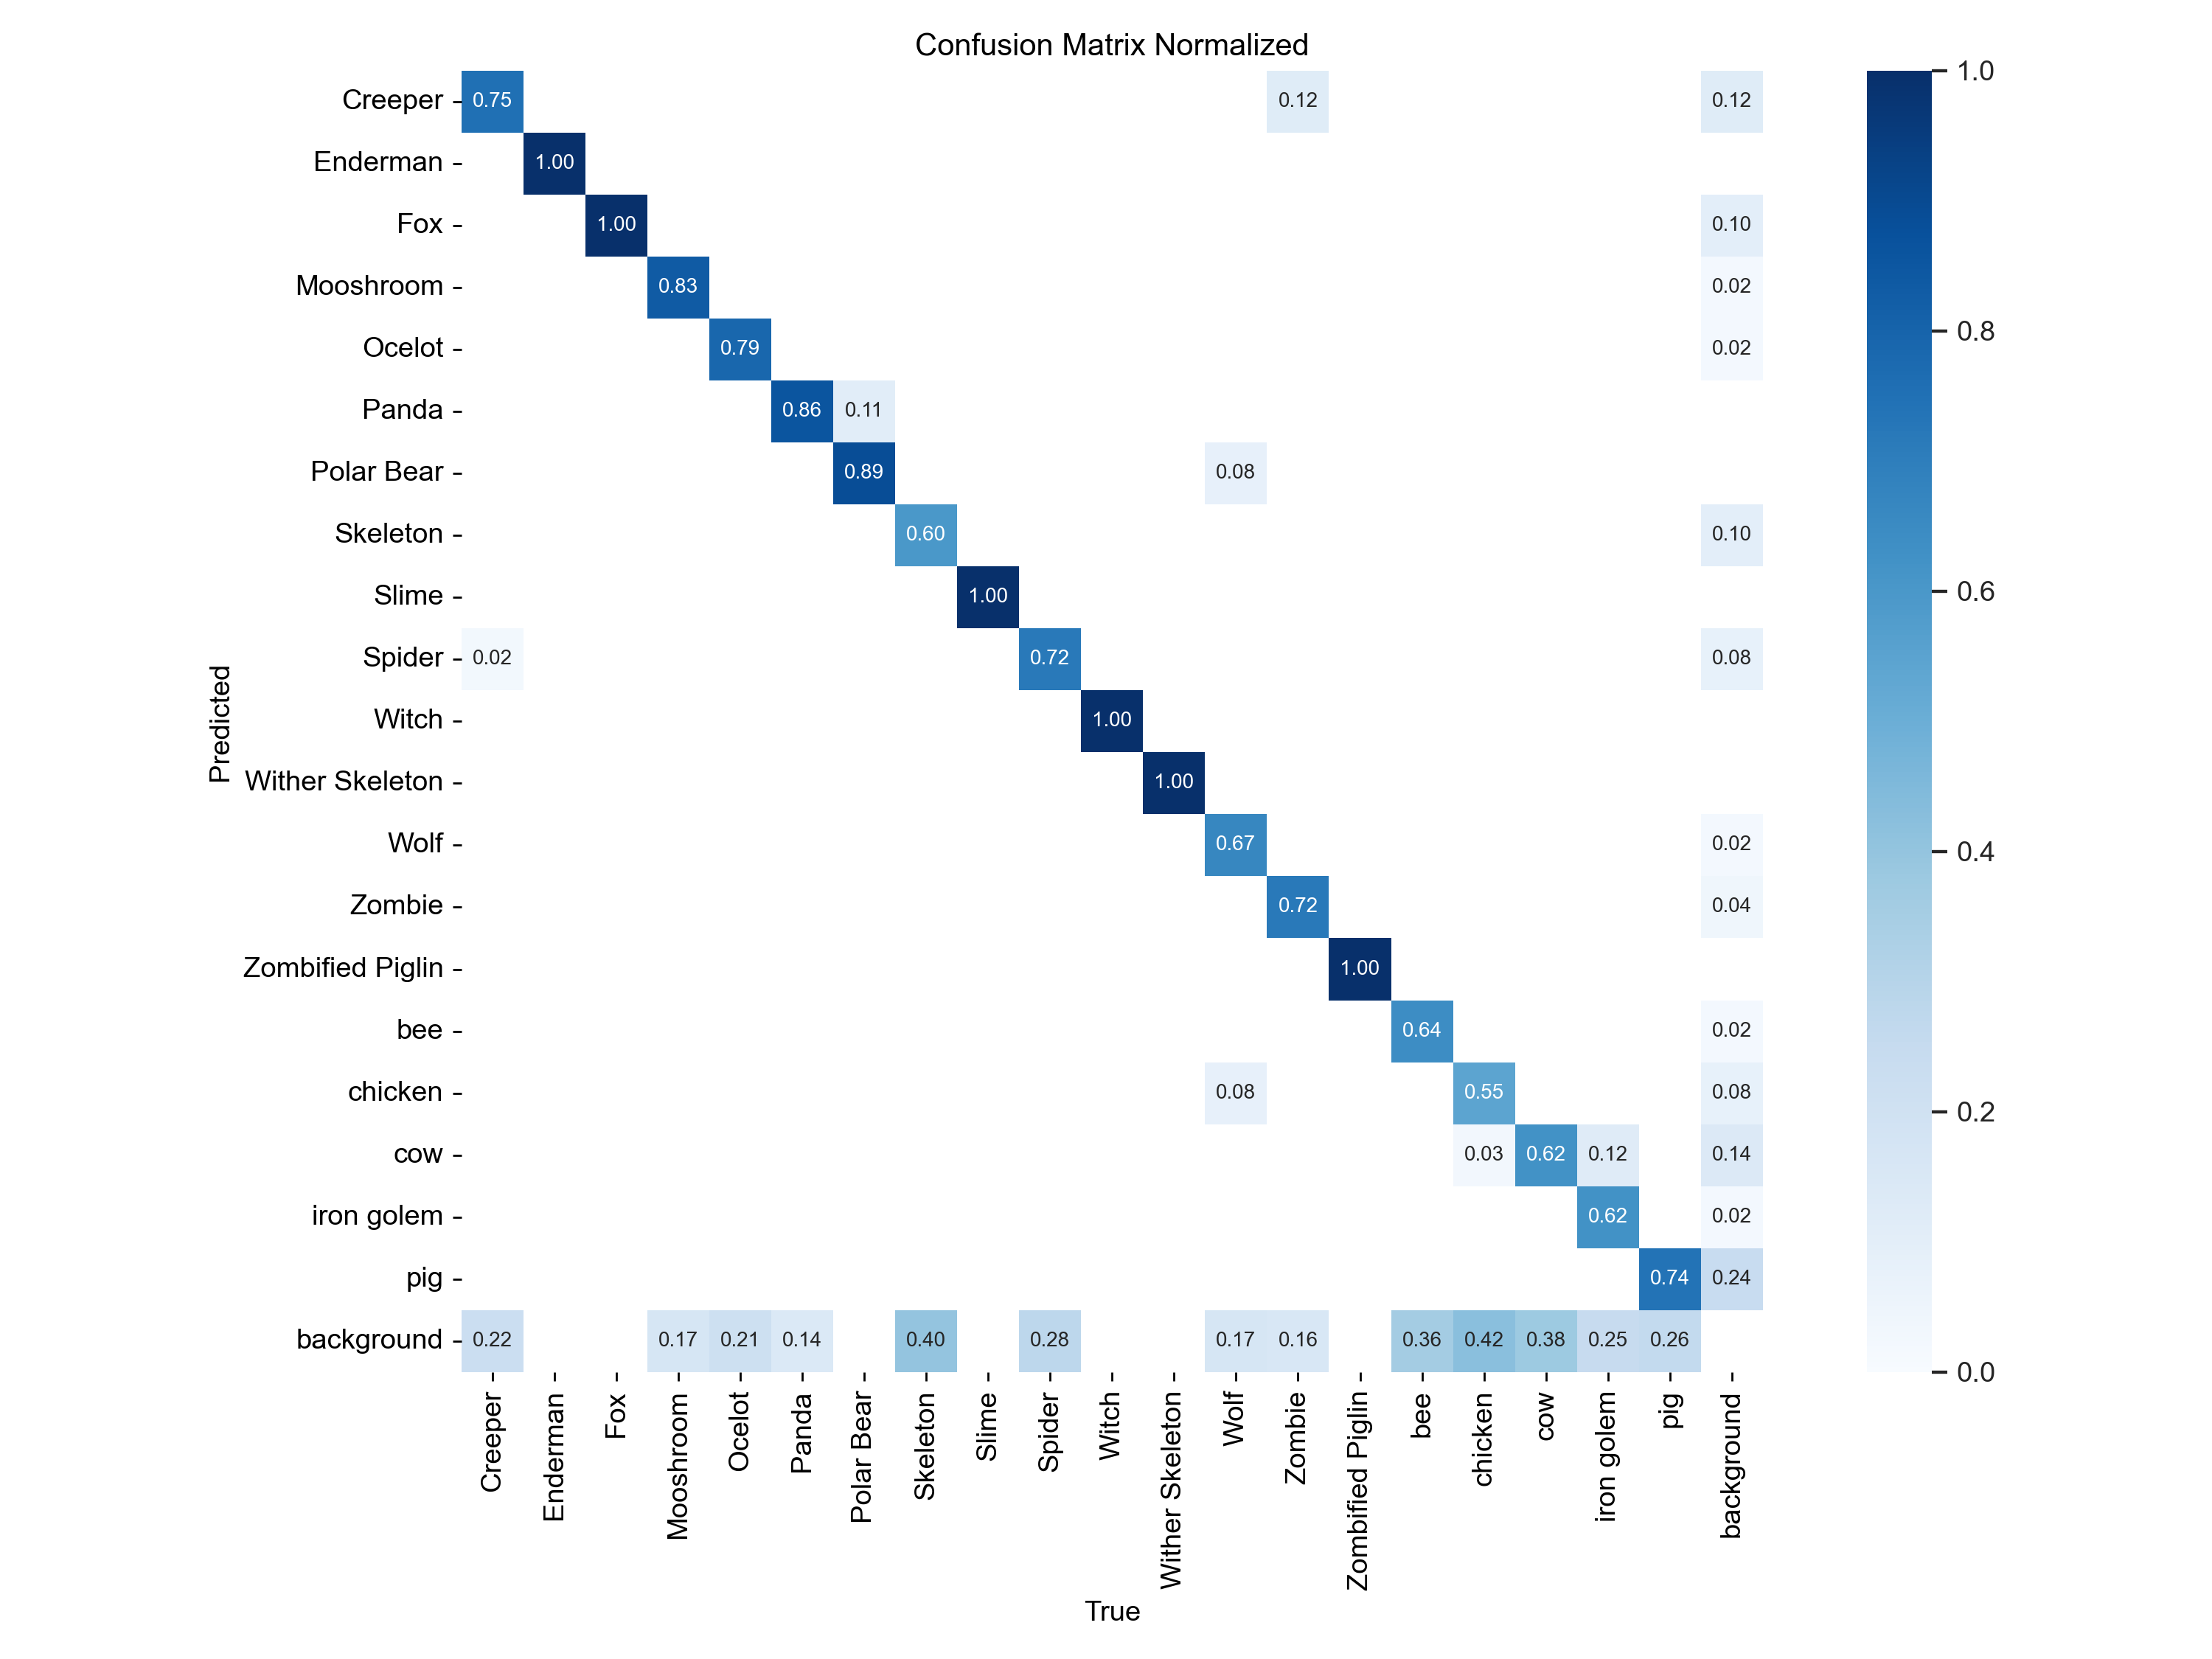 Confusion Matrix Normalized
Creeper 0.75 0.12 0.12
Enderman 1.00
Fox 1.00 0.10
Mooshroom 0.83 0.02
Ocelot 0.79 0.02
Panda 0.86 0.11
Polar Bear 0.89 0.08
Skeleton 0.60 0.10
Slime 1.00
Spider 0.02 0.72 0.08
Witch 1.00
Wither Skeleton 1.00
Wolf 0.67 0.02
Zombie 0.72 0.04
Zombified Piglin 1.00
bee 0.64 0.02
chicken 0.08 0.55 0.08
cow 0.03 0.62 0.12 0.14
iron golem 0.62 0.02
pig 0.74 0.24
background 0.22 0.17 0.21 0.14 0.40 0.28 0.17 0.16 0.36 0.42 0.38 0.25 0.26
Predicted
Creeper
Enderman
Fox
Mooshroom
Ocelot
Panda
Polar Bear
Skeleton
Slime
Spider
Witch
Wither Skeleton
Wolf
Zombie
Zombified Piglin
bee
chicken
cow
iron golem
pig
background
True
1.0
0.8
0.6
0.4
0.2
0.0